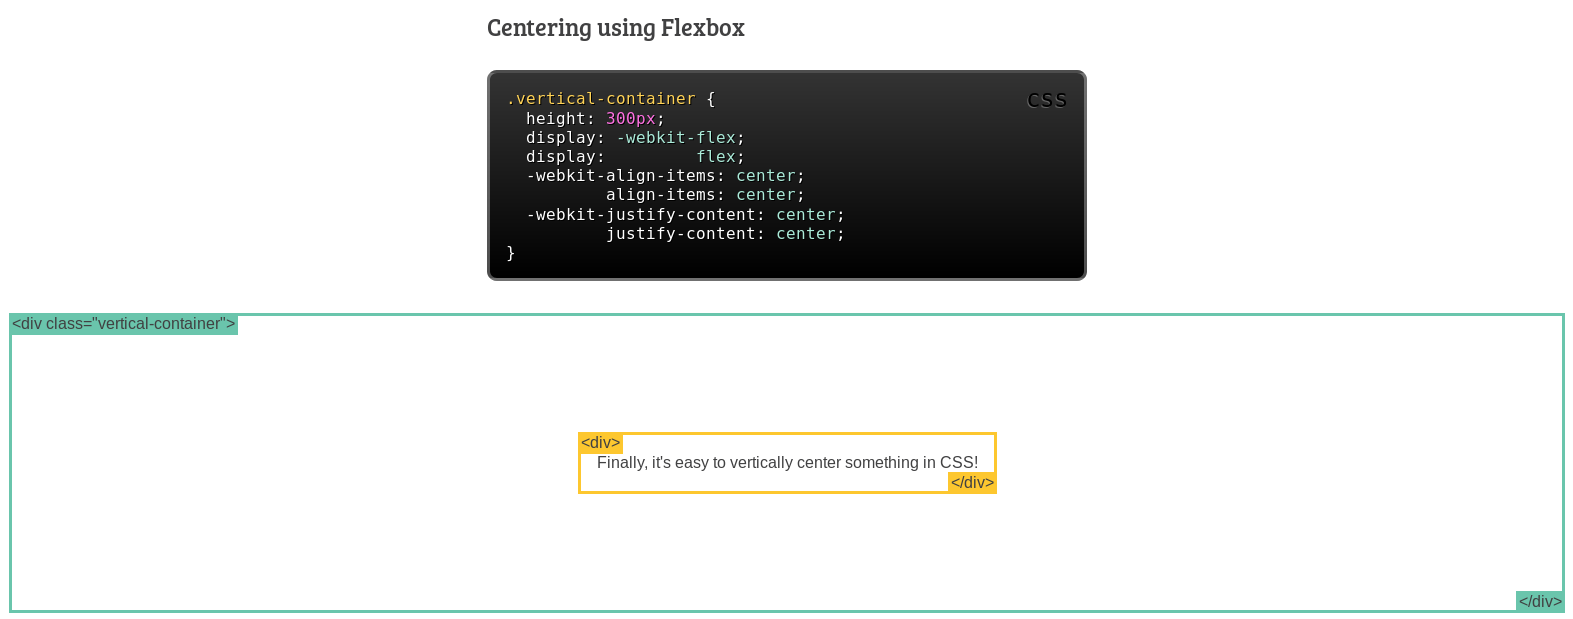 Centering using Flexbox
CSS
.vertical-container {
  height: 300px;
  display: -webkit-flex;
  display:         flex;
  -webkit-align-items: center;
          align-items: center;
  -webkit-justify-content: center;
          justify-content: center;
}
<div class="vertical-container">
<div>
Finally, it's easy to vertically center something in CSS!
</div>
</div>